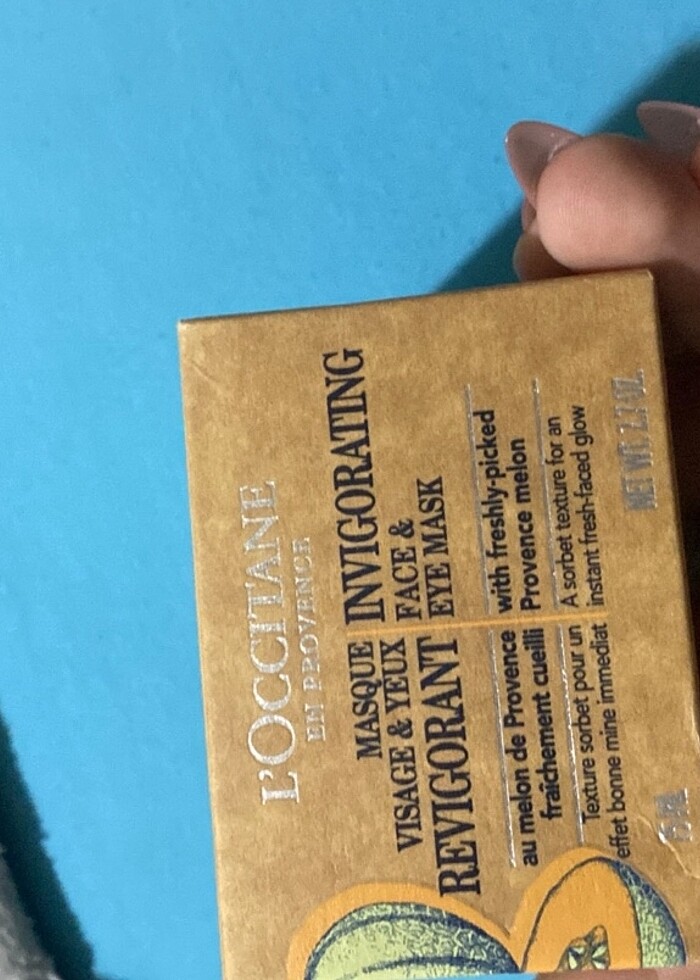 L'OCCITANE
EN PROVENCE
MASQUE
VISAGE & YEUX
REVIGORANT
INVIGORATING
FACE &
EYE MASK
au melon de Provence
fraîchement cueilli
with freshly-picked
Provence melon
Texture sorbet pour un
effet bonne mine immediat
A sorbet texture for an
instant fresh-faced glow
NET WT. 2.7 OZ.